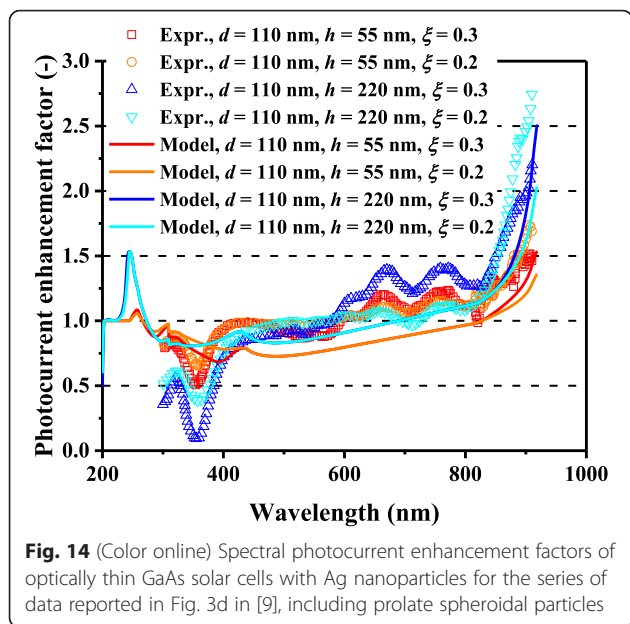 Expr., d = 110 nm, h = 55 nm, ξ = 0.3
Expr., d = 110 nm, h = 55 nm, ξ = 0.2
Expr., d = 110 nm, h = 220 nm, ξ = 0.3
Expr., d = 110 nm, h = 220 nm, ξ = 0.2
Model, d = 110 nm, h = 55 nm, ξ = 0.3
Model, d = 110 nm, h = 55 nm, ξ = 0.2
Model, d = 110 nm, h = 220 nm, ξ = 0.3
Model, d = 110 nm, h = 220 nm, ξ = 0.2
Photocurrent enhancement factor (-)
3.0
2.5
2.0
1.5
1.0
0.5
0.0
200 400 600 800 1000
Wavelength (nm)
Fig. 14 (Color online) Spectral photocurrent enhancement factors of
optically thin GaAs solar cells with Ag nanoparticles for the series of
data reported in Fig. 3d in [9], including prolate spheroidal particles